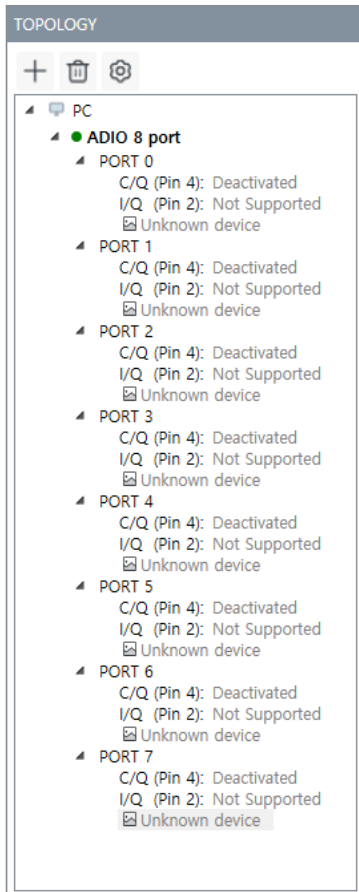 TOPOLOGY
PC
ADIO 8 port
PORT 0
C/Q (Pin 4): Deactivated
I/Q (Pin 2): Not Supported
Unknown device
PORT 1
C/Q (Pin 4): Deactivated
I/Q (Pin 2): Not Supported
Unknown device
PORT 2
C/Q (Pin 4): Deactivated
I/Q (Pin 2): Not Supported
Unknown device
PORT 3
C/Q (Pin 4): Deactivated
I/Q (Pin 2): Not Supported
Unknown device
PORT 4
C/Q (Pin 4): Deactivated
I/Q (Pin 2): Not Supported
Unknown device
PORT 5
C/Q (Pin 4): Deactivated
I/Q (Pin 2): Not Supported
Unknown device
PORT 6
C/Q (Pin 4): Deactivated
I/Q (Pin 2): Not Supported
Unknown device
PORT 7
C/Q (Pin 4): Deactivated
I/Q (Pin 2): Not Supported
Unknown device